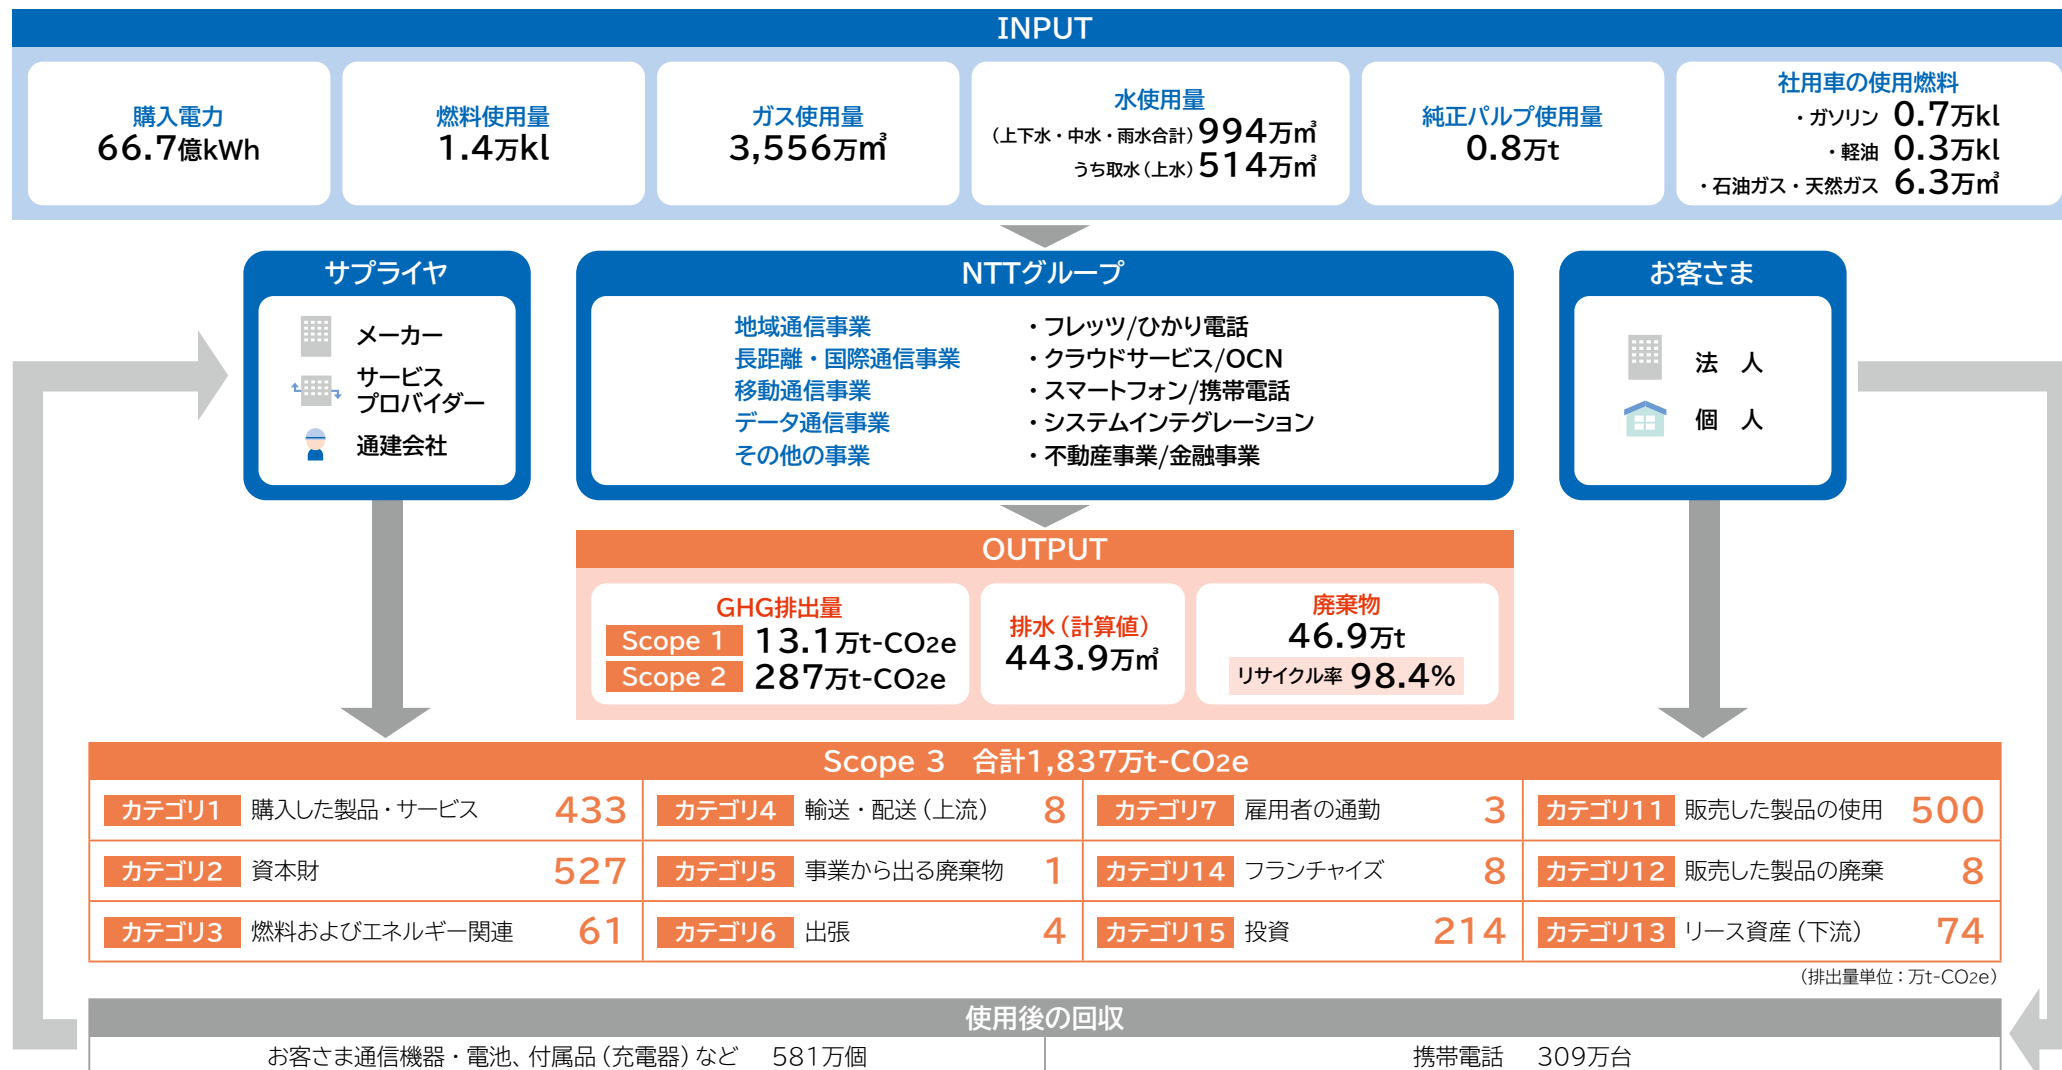 INPUT
購入電力
66.7億kWh
燃料使用量
1.4万kl
ガス使用量
3,556万㎥
水使用量
(上下水・中水・雨水合計) 994万㎥
うち取水(上水) 514万㎥
純正パルプ使用量
0.8万t
社用車の使用燃料
・ガソリン 0.7万kl
・軽油 0.3万kl
・石油ガス・天然ガス 6.3万㎥
サプライヤ
メーカー
サービス
プロバイダー
通建会社
NTTグループ
地域通信事業 ・フレッツ/ひかり電話
長距離・国際通信事業 ・クラウドサービス/OCN
移動通信事業 ・スマートフォン/携帯電話
データ通信事業 ・システムインテグレーション
その他の事業 ・不動産事業/金融事業
お客さま
法 人
個 人
OUTPUT
GHG排出量
Scope 1 13.1万t-CO2e
Scope 2 287万t-CO2e
排水(計算値)
443.9万㎥
廃棄物
46.9万t
リサイクル率 98.4%
Scope 3 合計1,837万t-CO2e
カテゴリ1 購入した製品・サービス 433
カテゴリ4 輸送・配送(上流) 8
カテゴリ7 雇用者の通勤 3
カテゴリ11 販売した製品の使用 500
カテゴリ2 資本財 527
カテゴリ5 事業から出る廃棄物 1
カテゴリ14 フランチャイズ 8
カテゴリ12 販売した製品の廃棄 8
カテゴリ3 燃料およびエネルギー関連 61
カテゴリ6 出張 4
カテゴリ15 投資 214
カテゴリ13 リース資産(下流) 74
(排出量単位:万t-CO2e)
使用後の回収
お客さま通信機器・電池、付属品(充電器)など 581万個
携帯電話 309万台